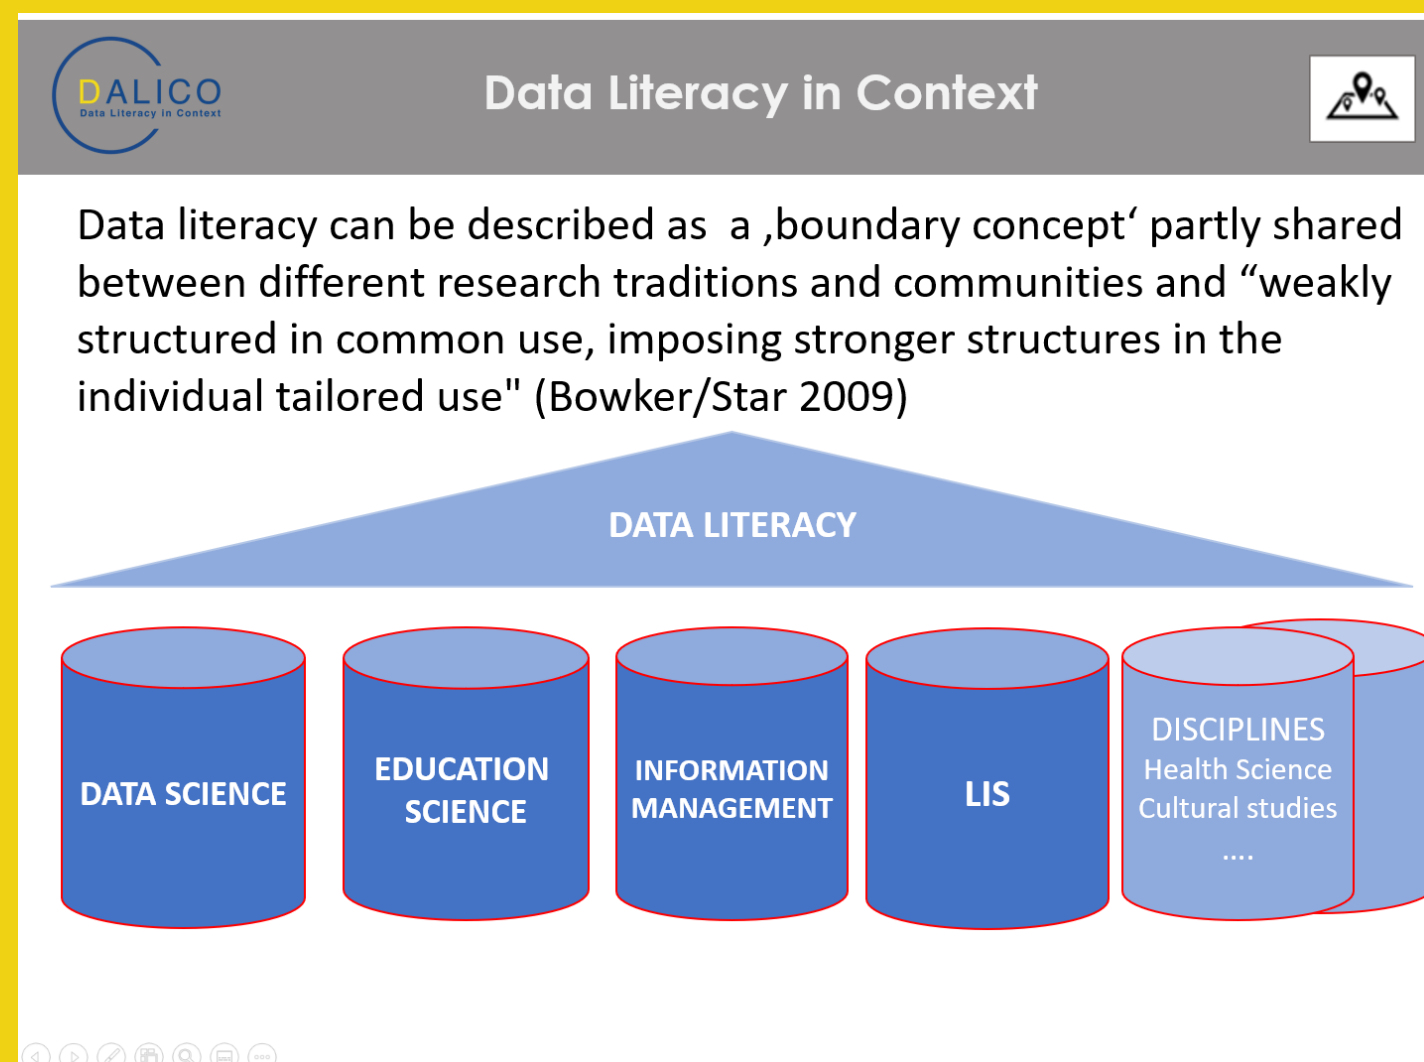 DALICO
Data Literacy in Context
Data Literacy in Context
Data literacy can be described as  a ‚boundary concept‘ partly shared
between different research traditions and communities and “weakly
structured in common use, imposing stronger structures in the
individual tailored use" (Bowker/Star 2009)
DATA LITERACY
DATA SCIENCE
EDUCATION
SCIENCE
INFORMATION
MANAGEMENT
LIS
DISCIPLINES
Health Science
Cultural studies
....